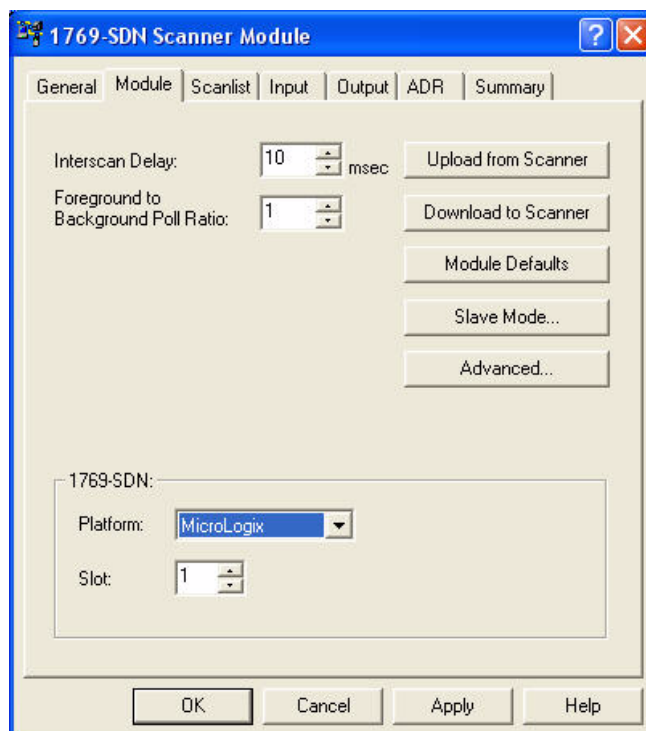 1769-SDN Scanner Module
General Module Scanlist Input Output ADR Summary
Interscan Delay: 10 msec Upload from Scanner
Foreground to
Background Poll Ratio: 1 Download to Scanner
Module Defaults
Slave Mode...
Advanced...
1769-SDN:
Platform: MicroLogix
Slot: 1
OK Cancel Apply Help